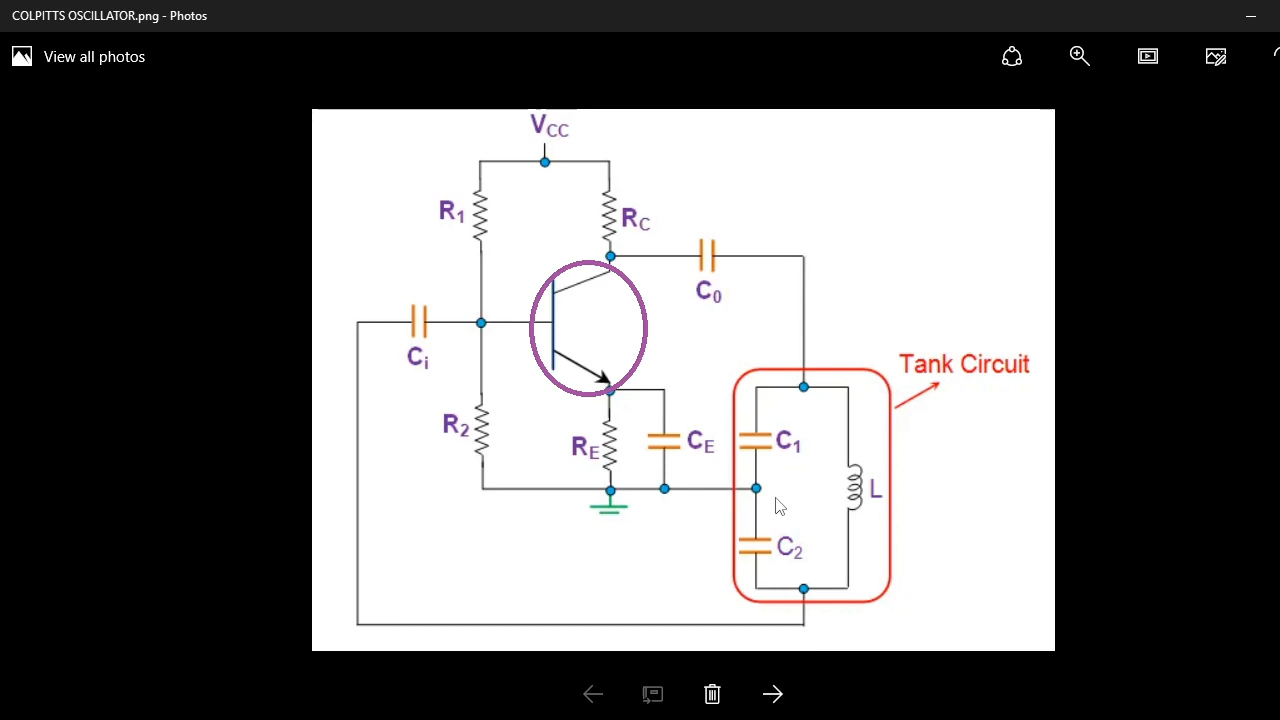 COLPITTS OSCILLATOR.png - Photos
View all photos
VCC
R1
RC
C0
Ci
Tank Circuit
R2
RE
CE
C1
L
C2